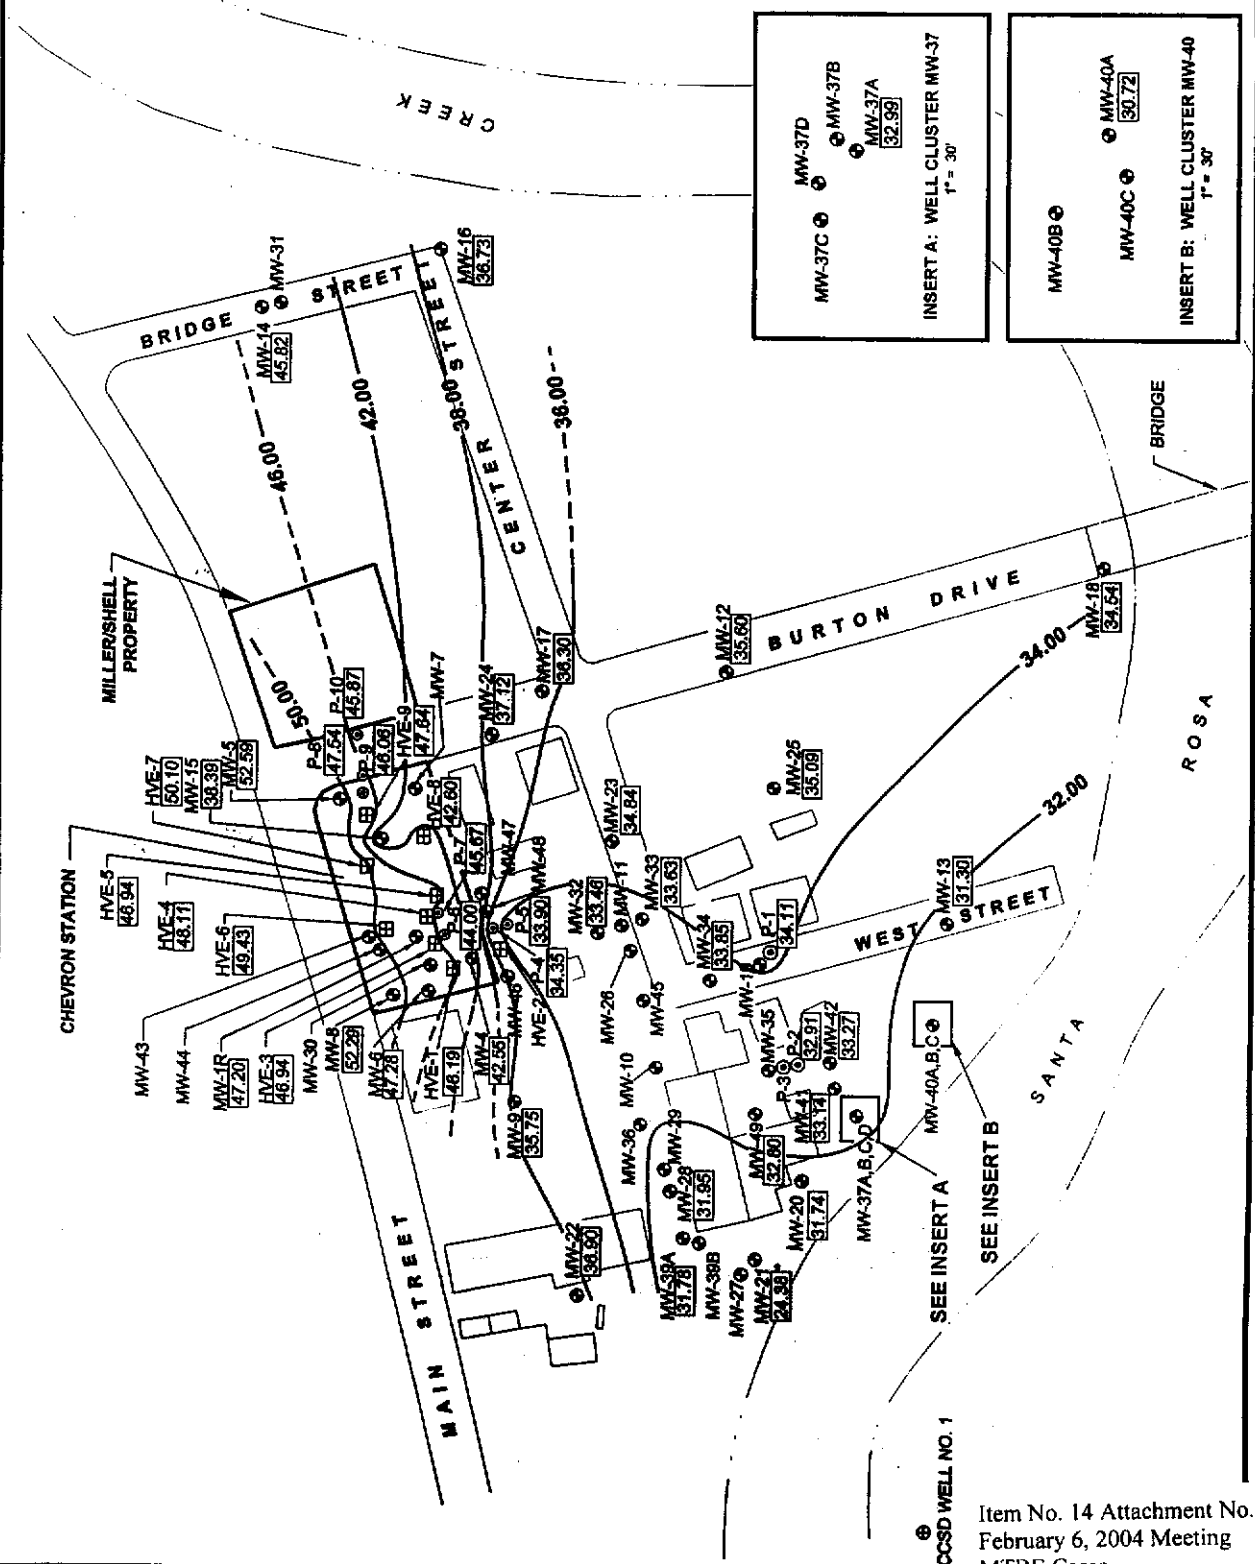 CREEK
BRIDGE STREET
MW-31
MW-14
45.82
MW-16
36.73
46.00
42.00
38.00
36.00
CENTER STREET
MW-37D
MW-37B
MW-37C
MW-37A
32.99
INSERT A: WELL CLUSTER MW-37
1" = 30'
MW-40B
MW-40A
30.72
MW-40C
INSERT B: WELL CLUSTER MW-40
1" = 30'
BRIDGE
MILLER/SHELL
PROPERTY
50.00
P-10
45.87
P-8
47.54
P-9
46.06
HVE-9
47.64
MW-7
MW-24
37.12
MW-17
36.30
MW-12
35.60
BURTON DRIVE
MW-18
34.54
34.00
32.00
CHEVRON STATION
HVE-7
50.10
MW-15
38.39
MW-5
52.59
HVE-5
48.94
HVE-4
48.11
HVE-6
49.43
HVE-8
42.60
P-7
45.67
MW-47
MW-48
P-6
44.00
P-5
33.90
P-4
34.35
HVE-2
MW-46
MW-43
MW-44
MW-1R
47.20
HVE-3
46.94
MW-30
MW-8
52.29
MW-6
47.28
HVE-1
48.19
MW-4
42.55
MW-9
35.75
MW-23
34.84
MW-25
35.09
MW-32
33.46
MW-11
MW-33
33.63
MW-34
33.85
MW-26
MW-45
MW-19
P-1
34.11
WEST STREET
MW-13
31.30
MW-10
MW-35
P-2
32.91
P-3
MW-42
33.27
MW-41
33.14
MW-40A,B,C
MW-36
MW-29
MW-28
31.95
MW-49
32.80
MW-37A,B,C,D
MW-20
31.74
MW-22
36.90
MW-39A
31.78
MW-39B
MW-27
MW-21
24.38*
SEE INSERT A
SEE INSERT B
MAIN STREET
SANTA ROSA
CCSD WELL NO. 1
Item No. 14 Attachment No.
February 6, 2004 Meeting